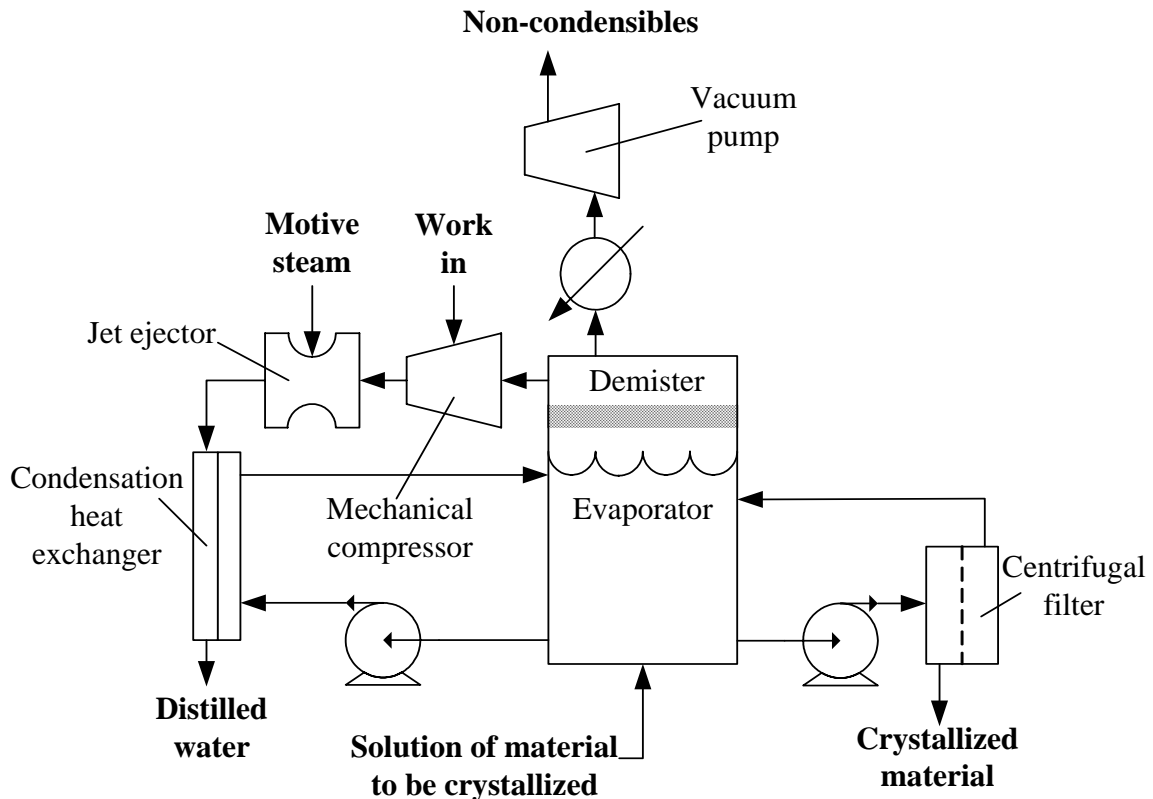 Non-condensibles
Vacuum
pump
Motive
steam
Work
in
Jet ejector
Demister
Condensation
heat
exchanger
Mechanical
compressor
Evaporator
Centrifugal
filter
Distilled
water
Solution of material
to be crystallized
Crystallized
material